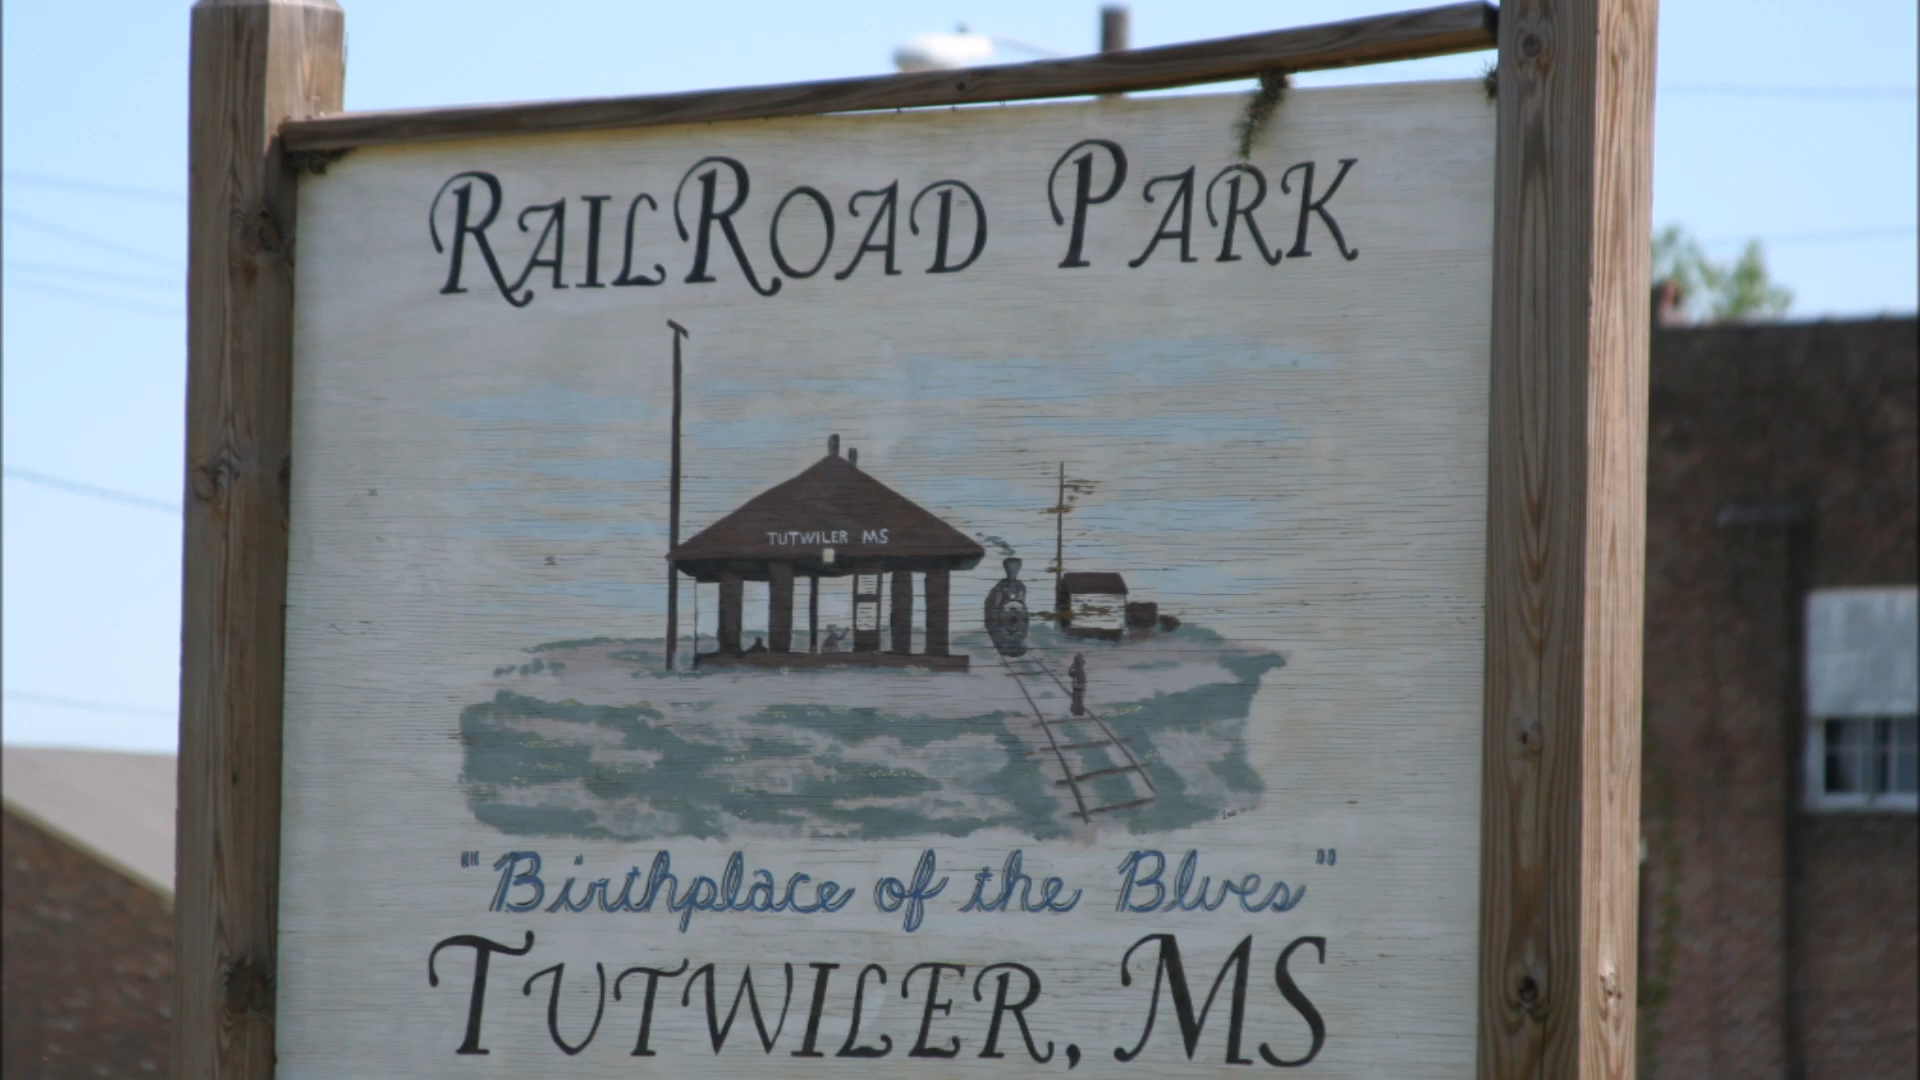 RAILROAD PARK
TUTWILER MS
"Birthplace of the Blues"
TUTWILER, MS